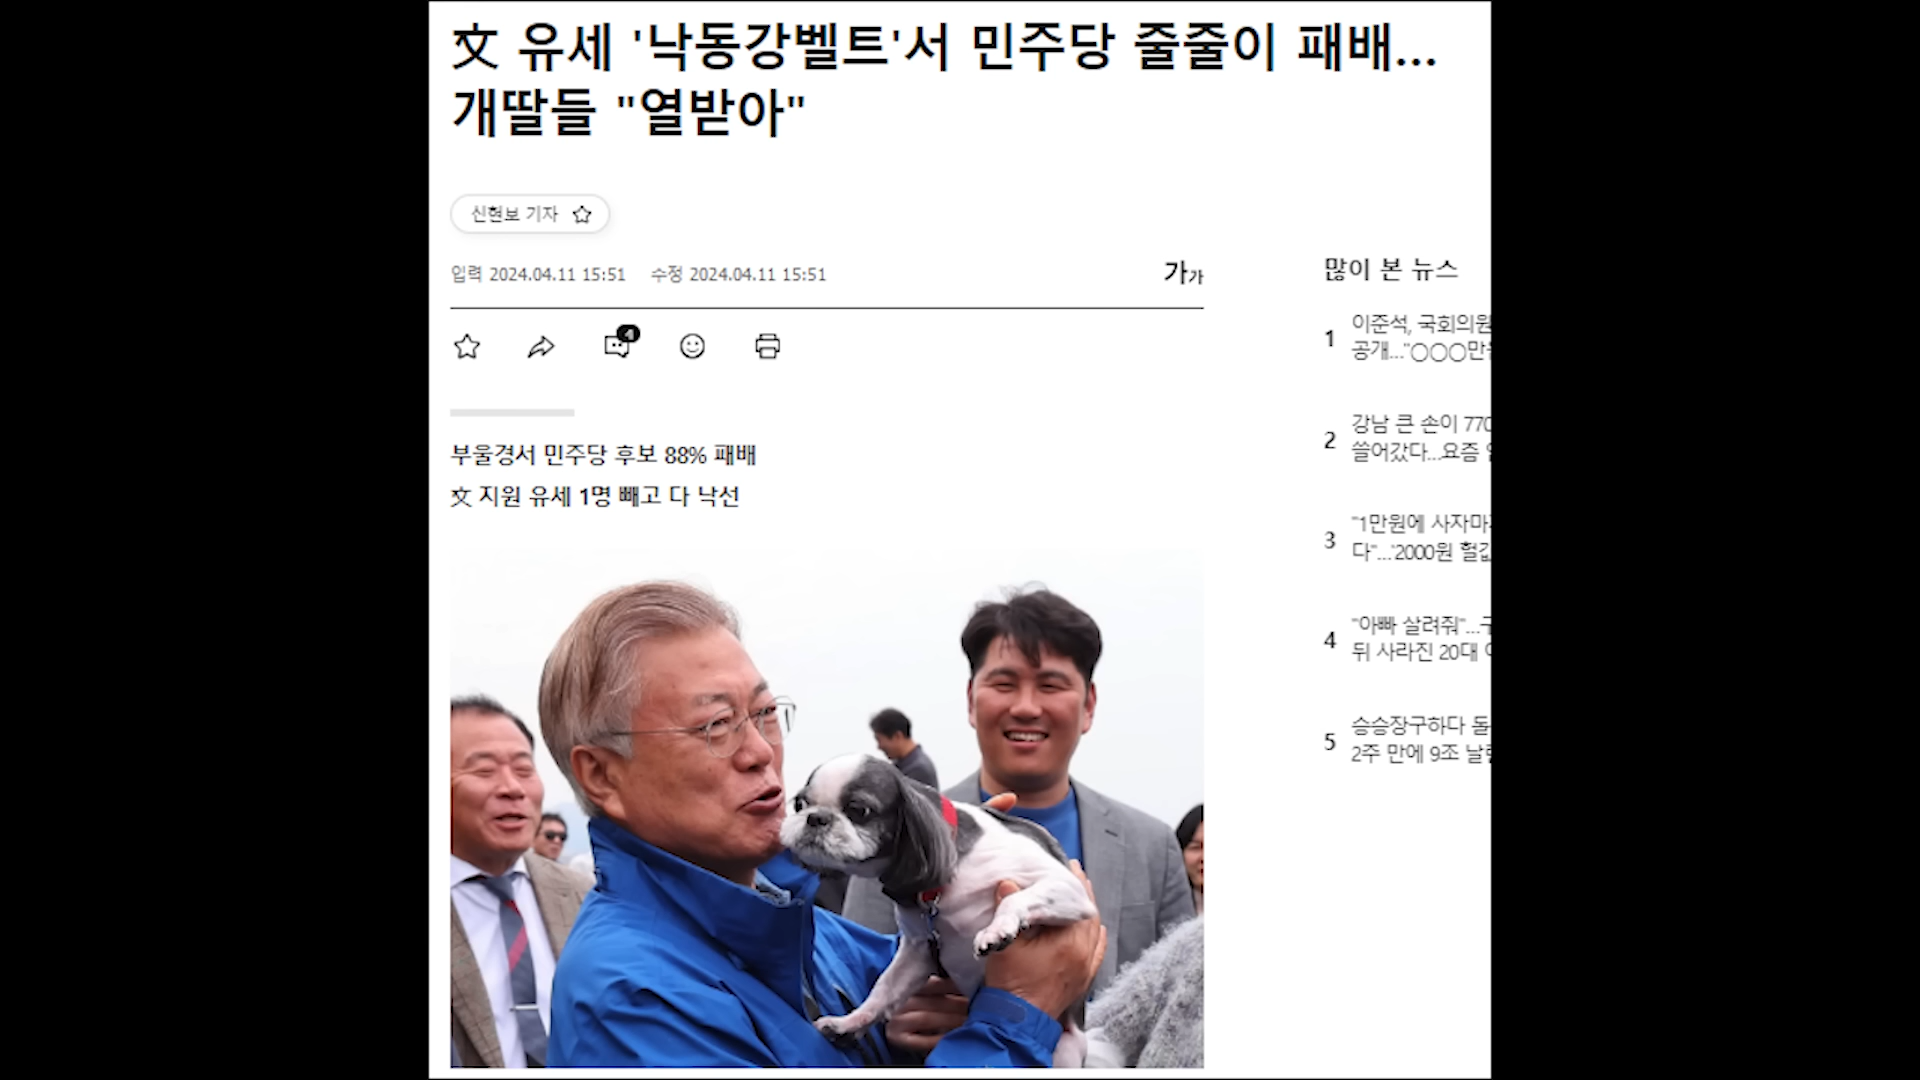 文 유세 '낙동강벨트'서 민주당 줄줄이 패배...
개딸들 "열받아"
신현보 기자
입력 2024.04.11 15:51 수정 2024.04.11 15:51
가가
4
부울경서 민주당 후보 88% 패배
文 지원 유세 1명 빼고 다 낙선
많이 본 뉴스
1 이준석, 국회의원
공개..."○○○만
2 강남 큰 손이 770
쓸어갔다...요즘
3 "1만원에 사자마
다"...'2000원 헐
4 "아빠 살려줘"...
뒤 사라진 20대
5 승승장구하다 돌
2주 만에 9조 날